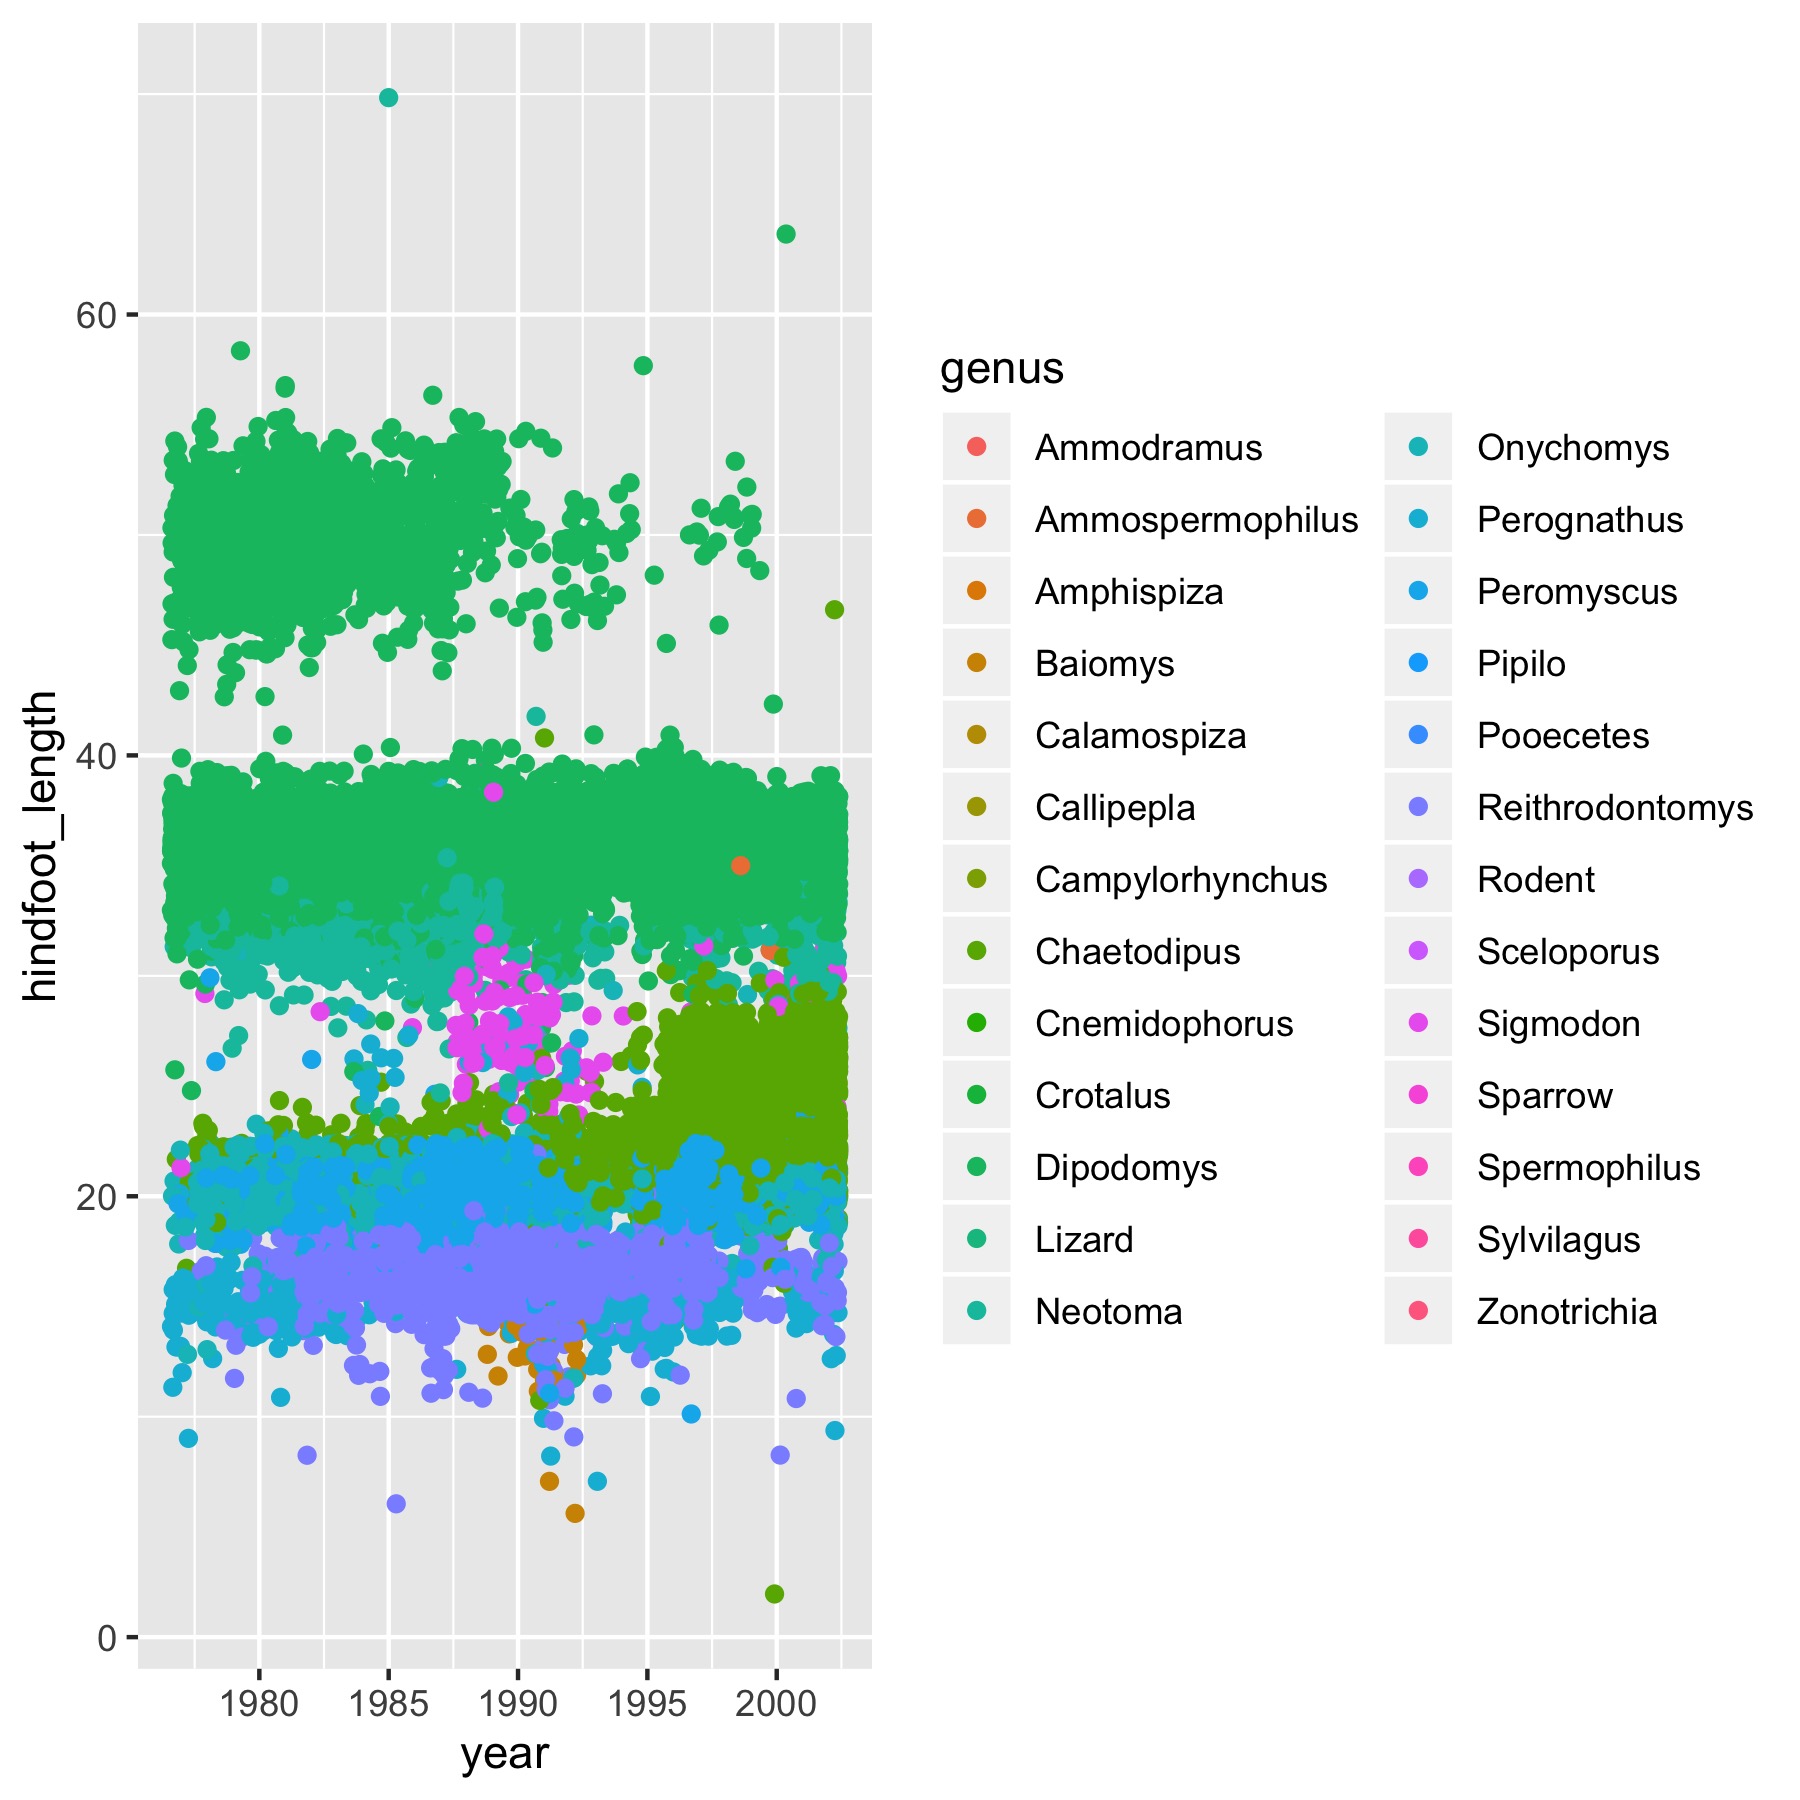 hindfoot_length
60
40
20
0
1980 1985 1990 1995 2000
year
genus
Ammodramus
Ammospermophilus
Amphispiza
Baiomys
Calamospiza
Callipepla
Campylorhynchus
Chaetodipus
Cnemidophorus
Crotalus
Dipodomys
Lizard
Neotoma
Onychomys
Perognathus
Peromyscus
Pipilo
Pooecetes
Reithrodontomys
Rodent
Sceloporus
Sigmodon
Sparrow
Spermophilus
Sylvilagus
Zonotrichia